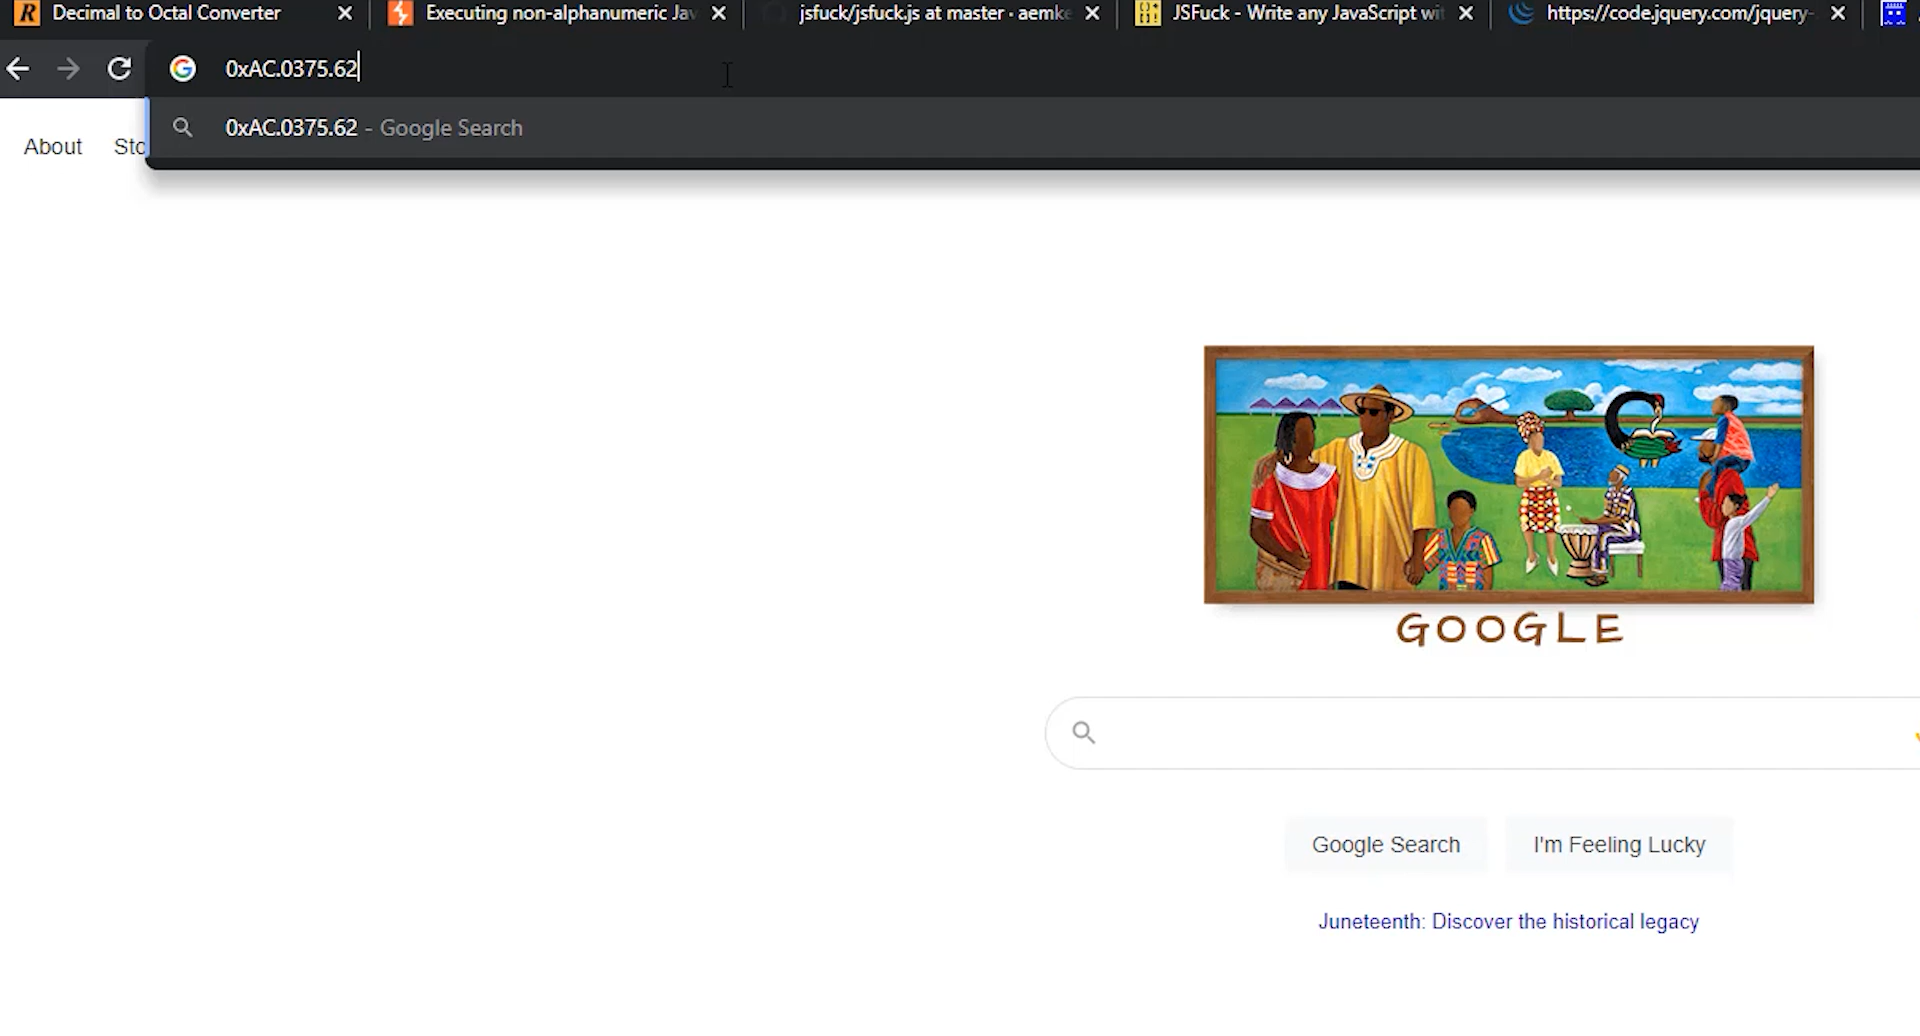 R Decimal to Octal Converter
Executing non-alphanumeric Jav
jsfuck/jsfuck.js at master · aemke
JSFuck - Write any JavaScript wit
https://code.jquery.com/jquery-
0xAC.0375.62
0xAC.0375.62 - Google Search
About Sto
GOOGLE
Google Search
I'm Feeling Lucky
Juneteenth: Discover the historical legacy